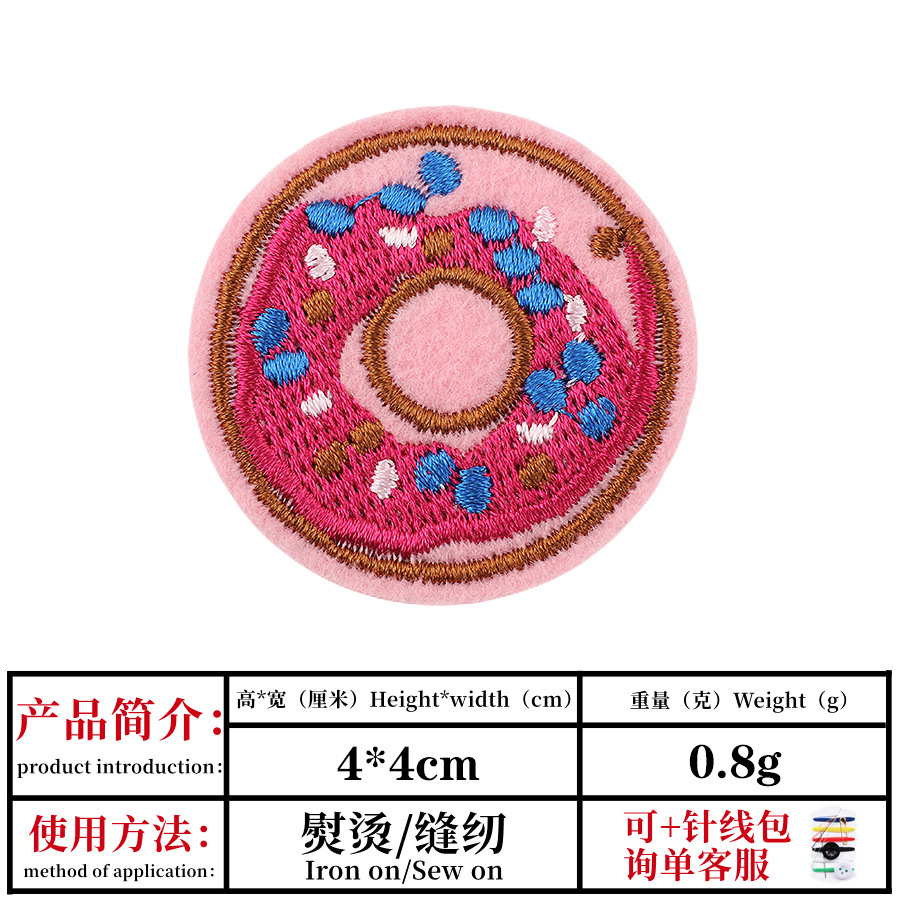 产品简介：
product introduction:
高*宽（厘米）Height*width（cm）
重量（克）Weight（g）
4*4cm
0.8g
使用方法：
method of application:
熨烫/缝纫
Iron on/Sew on
可+针线包
询单客服